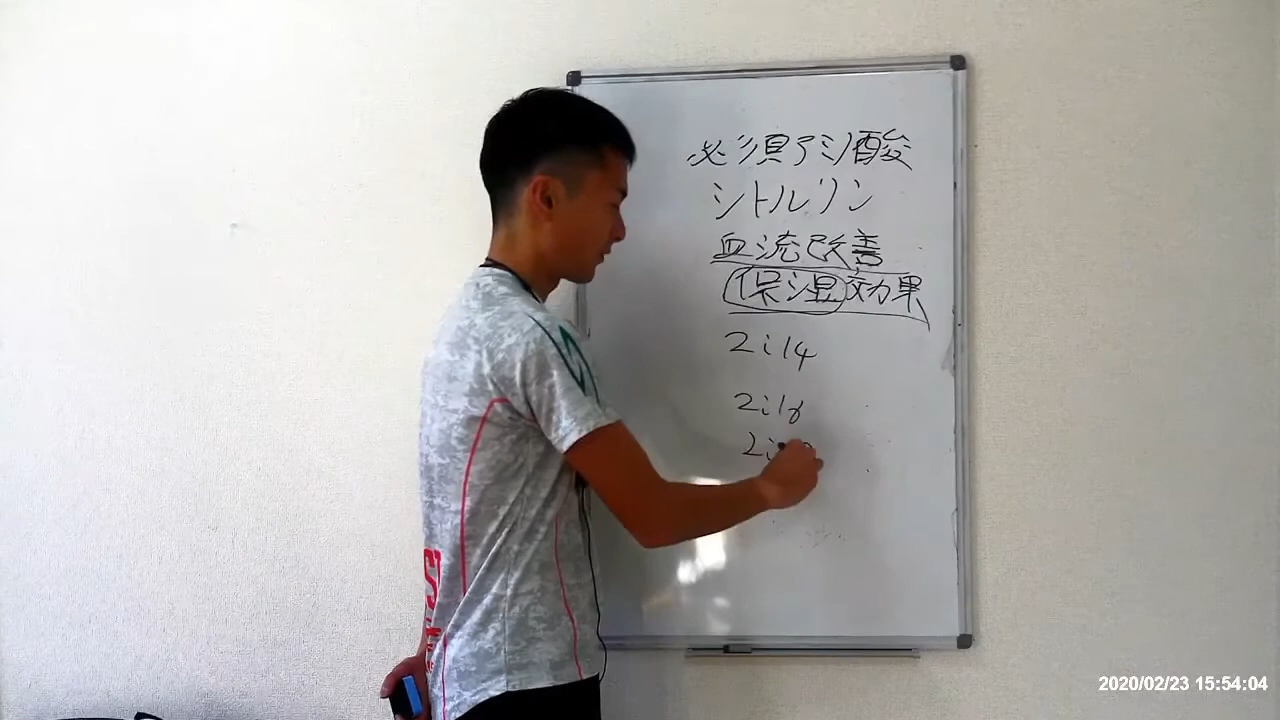 必須アミノ酸
シトルリン
血流改善
保湿効果
2:14
2:18
2020/02/23 15:54:04